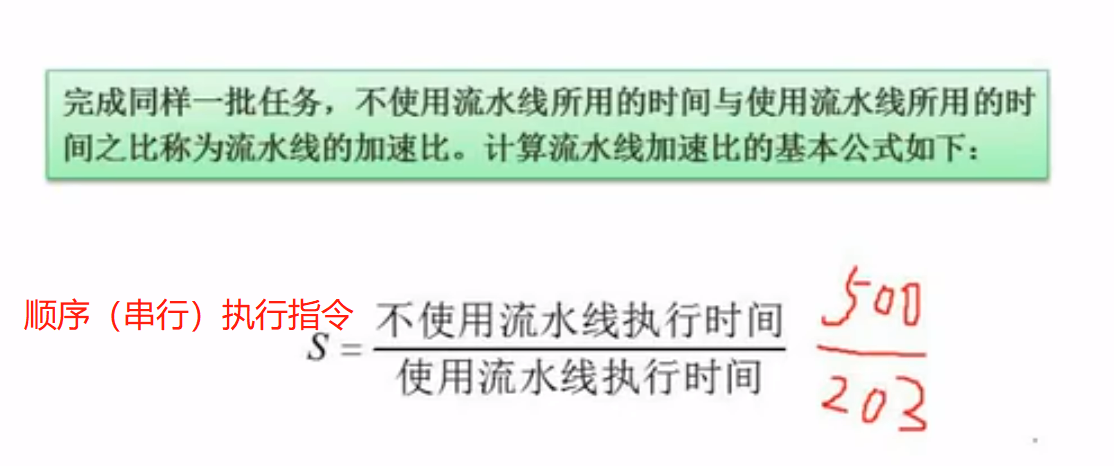 完成同样一批任务，不使用流水线所用的时间与使用流水线所用的时
间之比称为流水线的加速比。计算流水线加速比的基本公式如下：
顺序（串行）执行指令
S = 不使用流水线执行时间
使用流水线执行时间
500
203